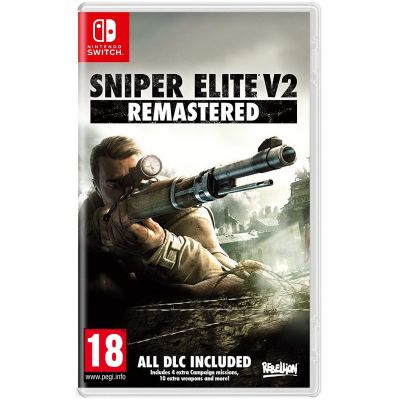 NINTENDO
SWITCH™
SNIPER ELITE V2
REMASTERED
18
www.pegi.info
ALL DLC INCLUDED
Includes 4 extra Campaign missions,
10 extra weapons and more!
REBELLION